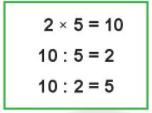 2 × 5 = 10
10 : 5 = 2
10 : 2 = 5